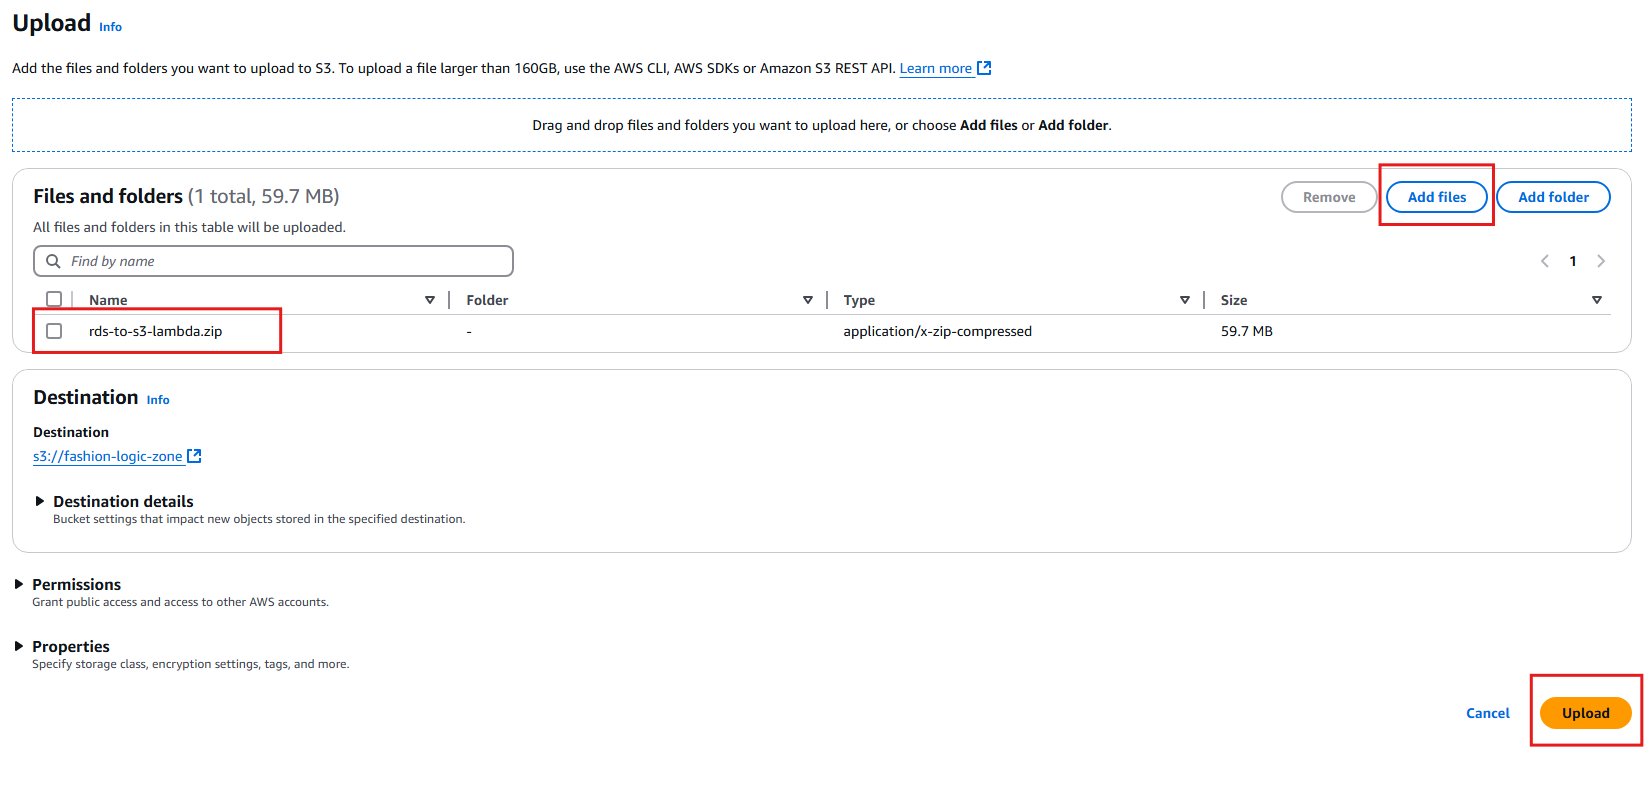 Upload Info
Add the files and folders you want to upload to S3. To upload a file larger than 160GB, use the AWS CLI, AWS SDKs or Amazon S3 REST API. Learn more
Drag and drop files and folders you want to upload here, or choose Add files or Add folder.
Files and folders (1 total, 59.7 MB)
Remove Add files Add folder
All files and folders in this table will be uploaded.
Find by name
1
Name Folder Type Size
rds-to-s3-lambda.zip - application/x-zip-compressed 59.7 MB
Destination Info
Destination
s3://fashion-logic-zone
Destination details
Bucket settings that impact new objects stored in the specified destination.
Permissions
Grant public access and access to other AWS accounts.
Properties
Specify storage class, encryption settings, tags, and more.
Cancel Upload